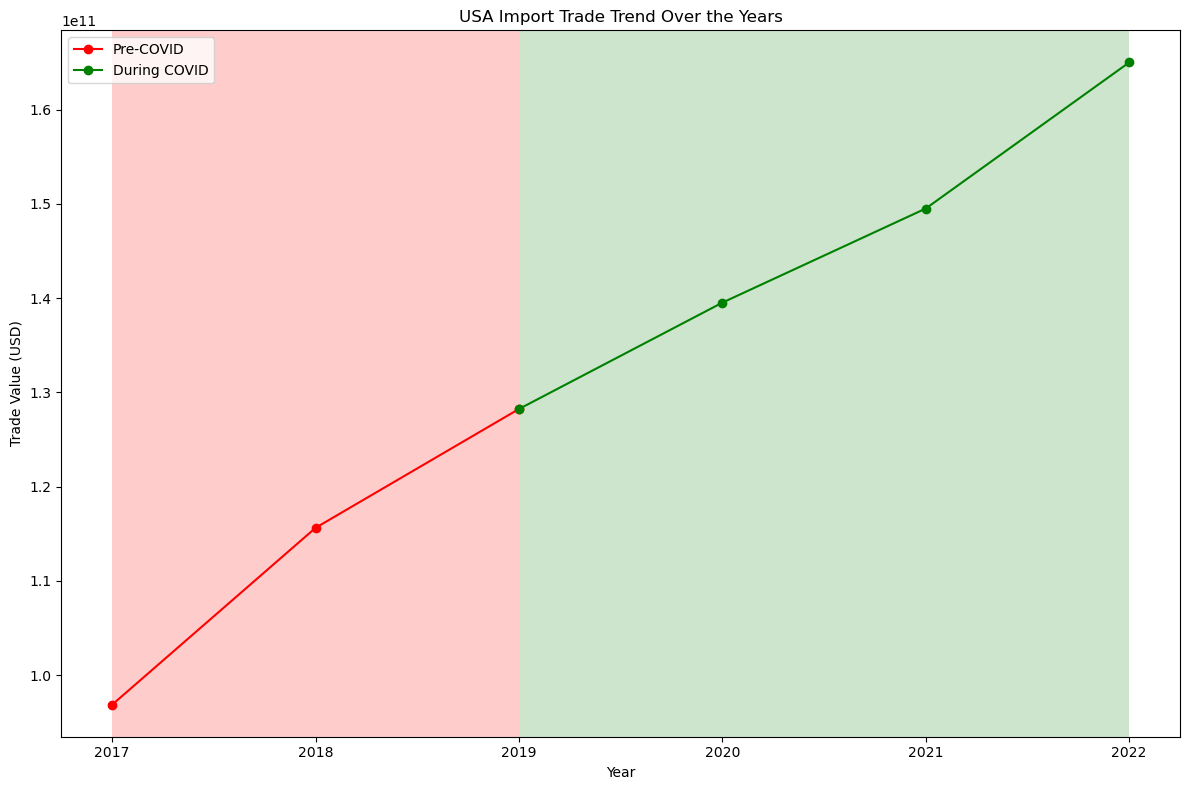 USA Import Trade Trend Over the Years
1e11
Pre-COVID
During COVID
1.6
1.5
1.4
1.3
1.2
1.1
1.0
Trade Value (USD)
2017 2018 2019 2020 2021 2022
Year